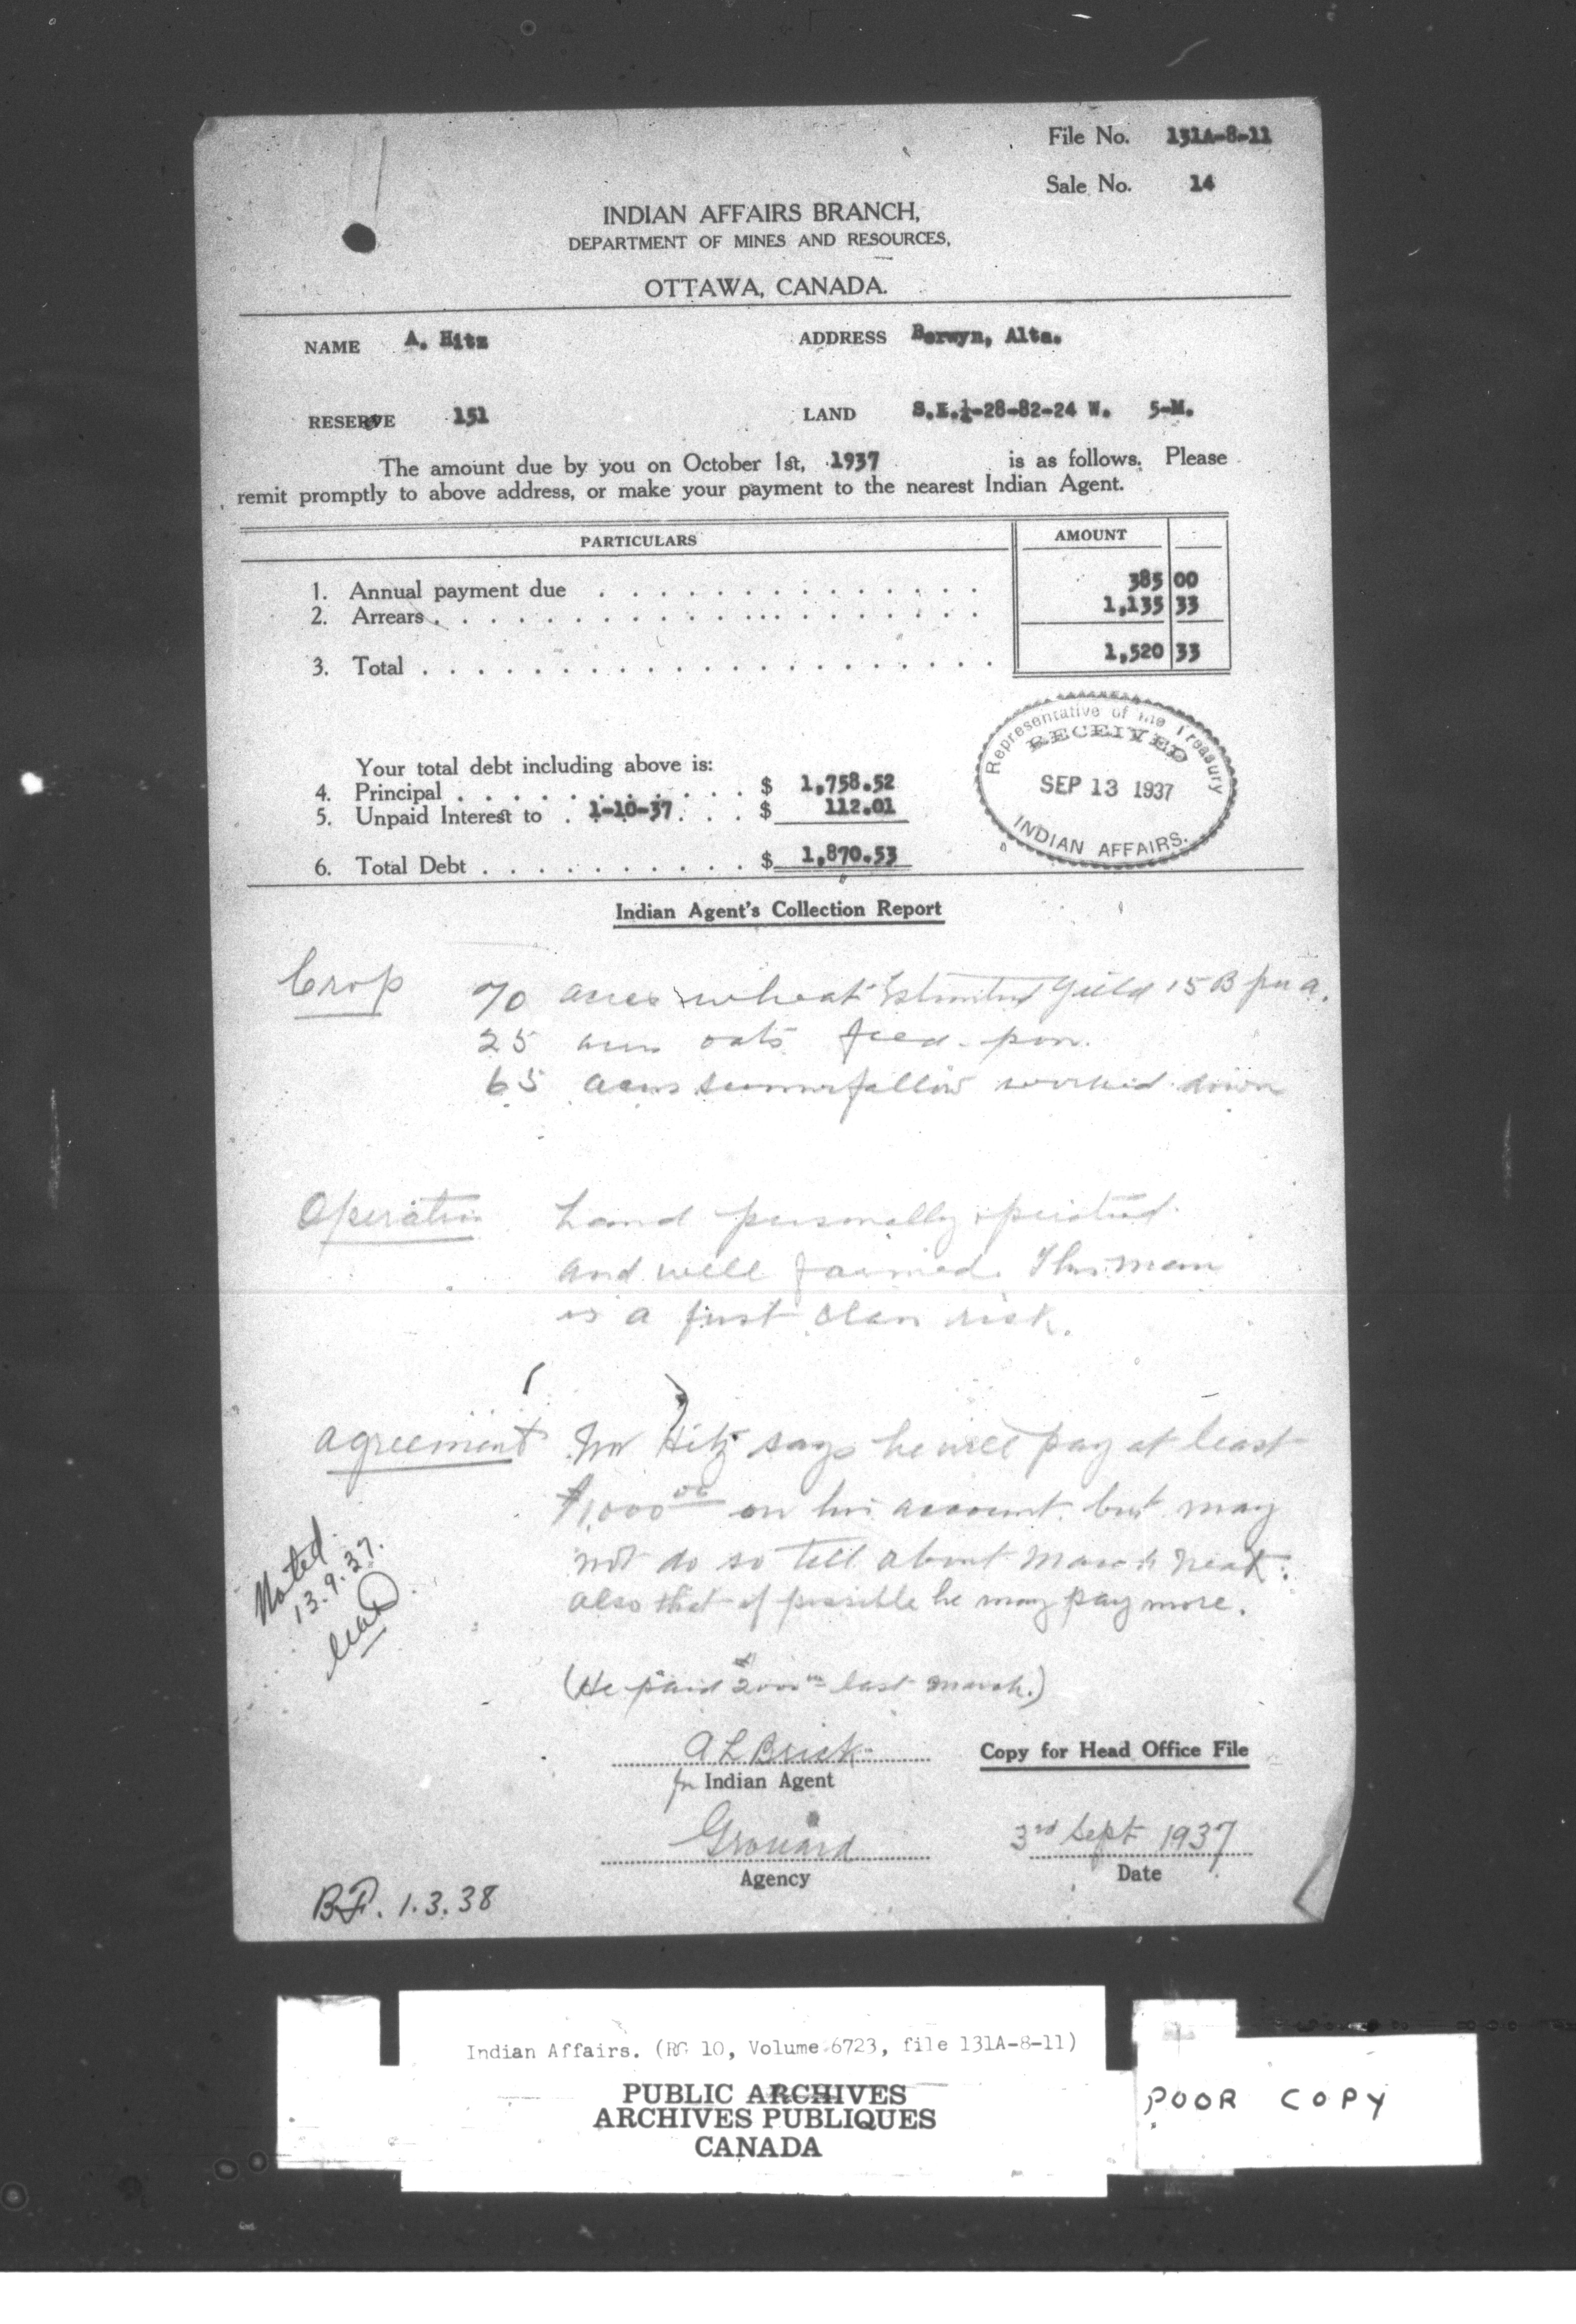 File No. 131A-8-11
Sale No. 14
INDIAN AFFAIRS BRANCH,
DEPARTMENT OF MINES AND RESOURCES,
OTTAWA, CANADA.
NAME A. Hitz ADDRESS Berwyn, Alta.
RESERVE 151 LAND S.E.¼-28-82-24 W. 5-M.
The amount due by you on October 1st, 1937 is as follows. Please
remit promptly to above address, or make your payment to the nearest Indian Agent.
PARTICULARS AMOUNT
1. Annual payment due 385 00
2. Arrears 1,135 33
3. Total 1,520 33
Representative of the Treasury
RECEIVED
SEP 13 1937
INDIAN AFFAIRS.
Your total debt including above is:
4. Principal $ 1,758.52
5. Unpaid Interest to 1-10-37 $ 112.01
6. Total Debt $ 1,870.53
Indian Agent's Collection Report
Crop 70 acres wheat Estimated yield 15 B per a.
25 acres oats feed.
65 acres summerfallow worked down
Operation Land personally operated
and well farmed. This man
is a first class risk.
Agreement Mr Hitz says he will pay at least
$1,000 00 on his account but may
not do so till about March next.
also that if possible he may pay more.
Noted
13.9.37.
(He paid last March.)
A L Brick Copy for Head Office File
for Indian Agent
Grouard 3rd Sept 1937
Agency Date
B.F. 1.3.38
Indian Affairs. (RG 10, Volume 6723, file 131A-8-11)
PUBLIC ARCHIVES
ARCHIVES PUBLIQUES
CANADA
POOR COPY